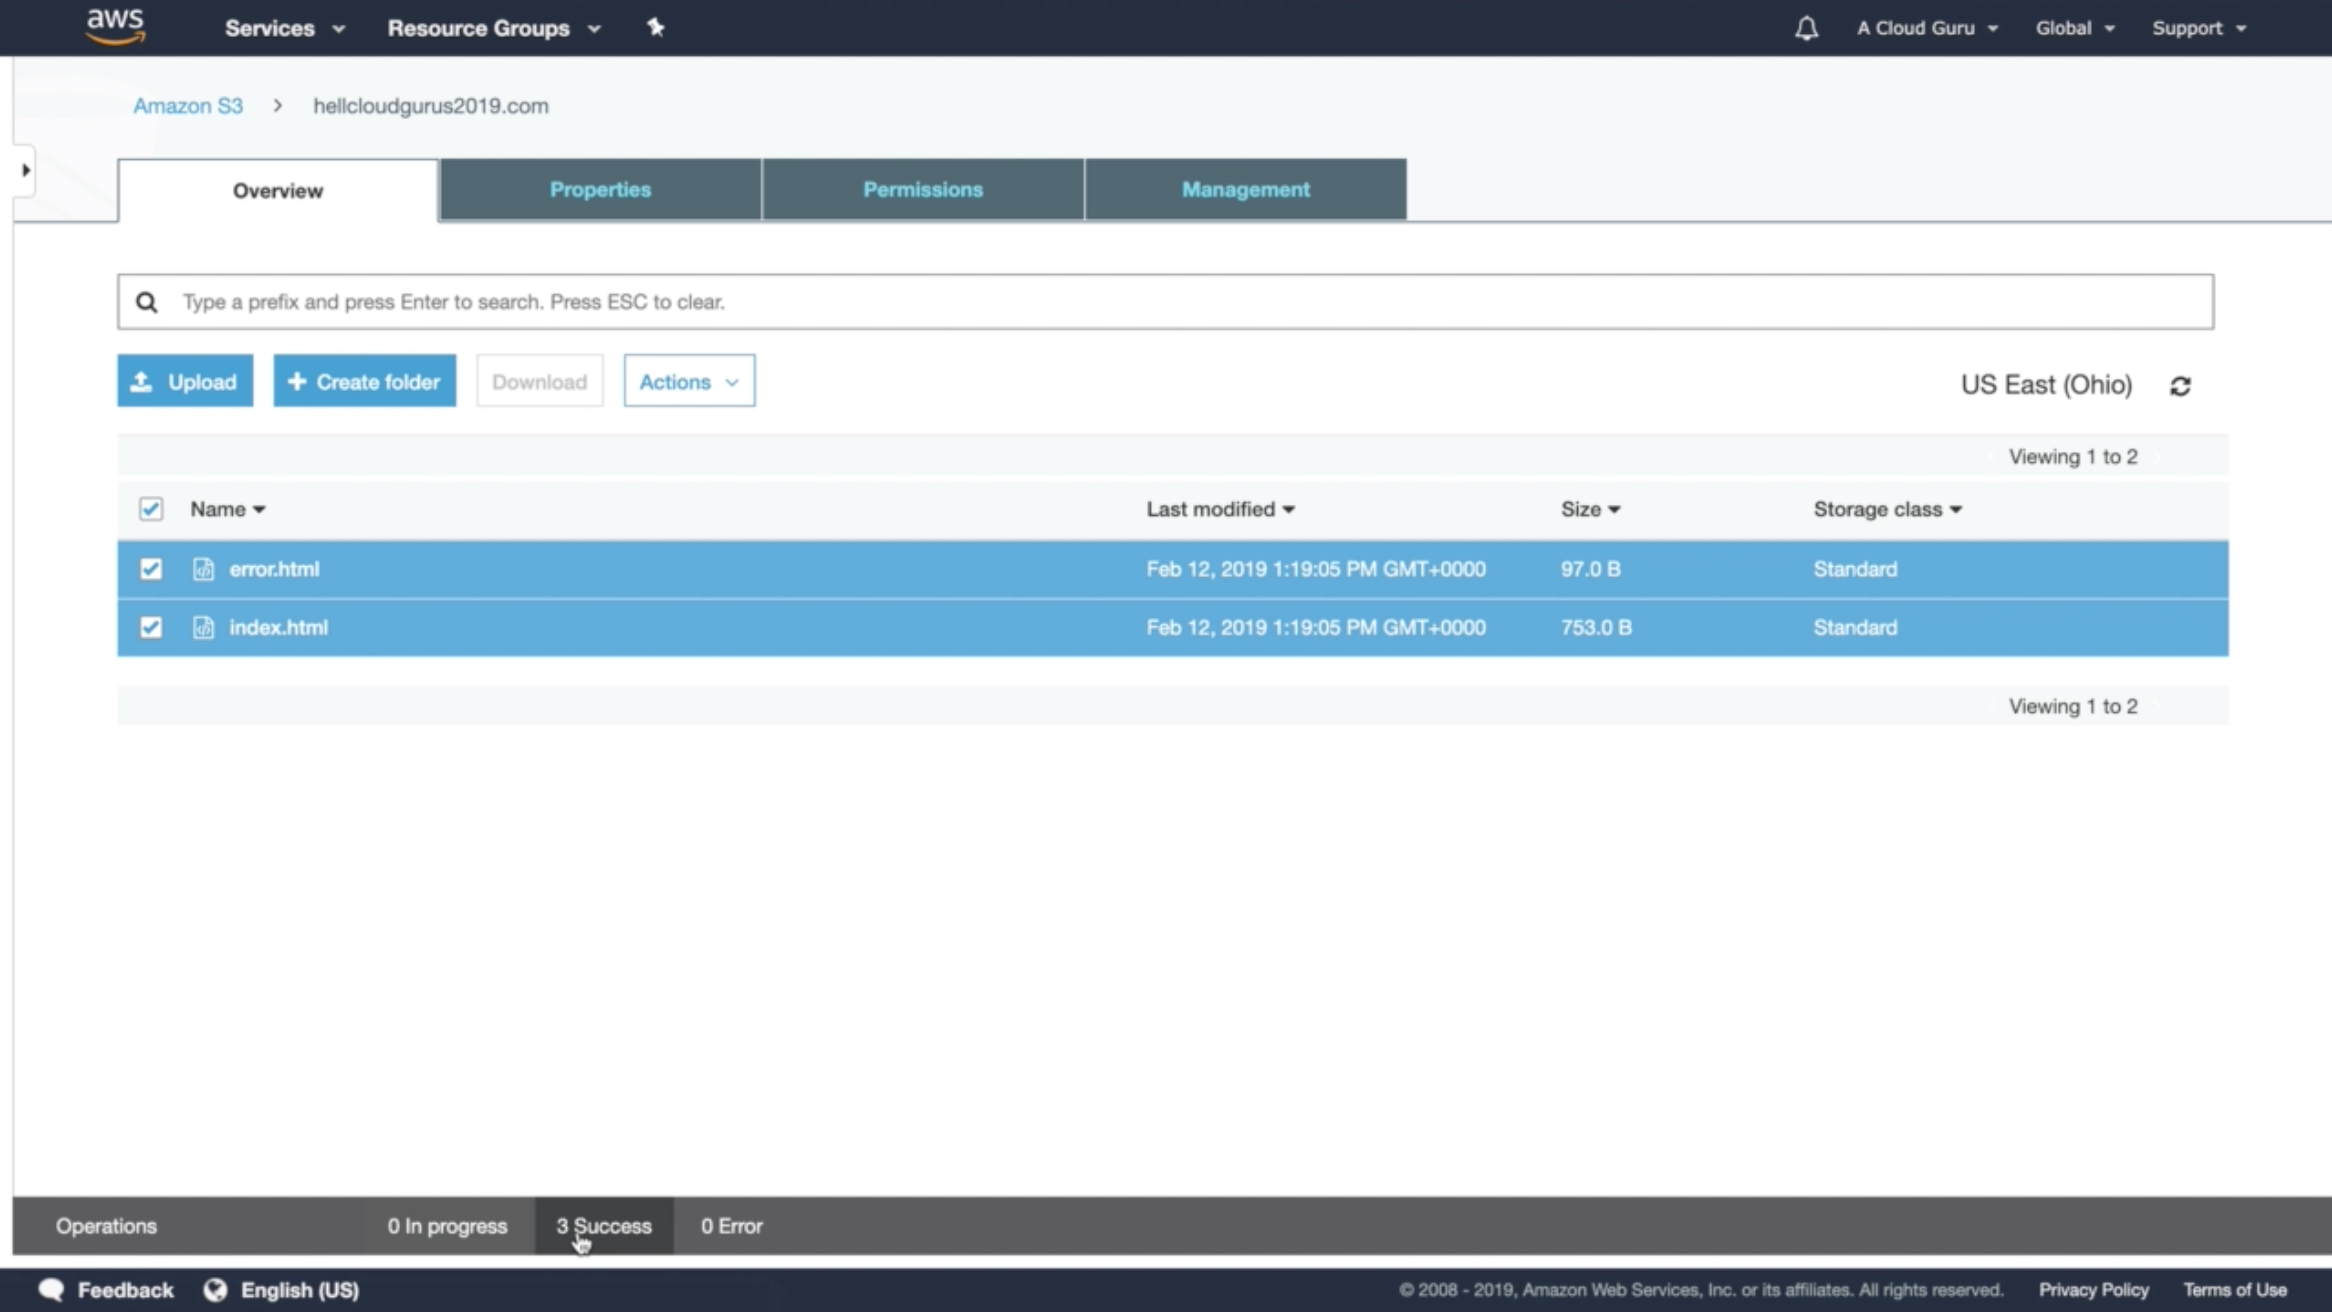 aws Services Resource Groups A Cloud Guru Global Support
Amazon S3 > hellcloudgurus2019.com
Overview Properties Permissions Management
Type a prefix and press Enter to search. Press ESC to clear.
Upload + Create folder Download Actions US East (Ohio)
Viewing 1 to 2
Name Last modified Size Storage class
error.html Feb 12, 2019 1:19:05 PM GMT+0000 97.0 B Standard
index.html Feb 12, 2019 1:19:05 PM GMT+0000 753.0 B Standard
Viewing 1 to 2
Operations 0 In progress 3 Success 0 Error
Feedback English (US) © 2008 - 2019, Amazon Web Services, Inc. or its affiliates. All rights reserved. Privacy Policy Terms of Use